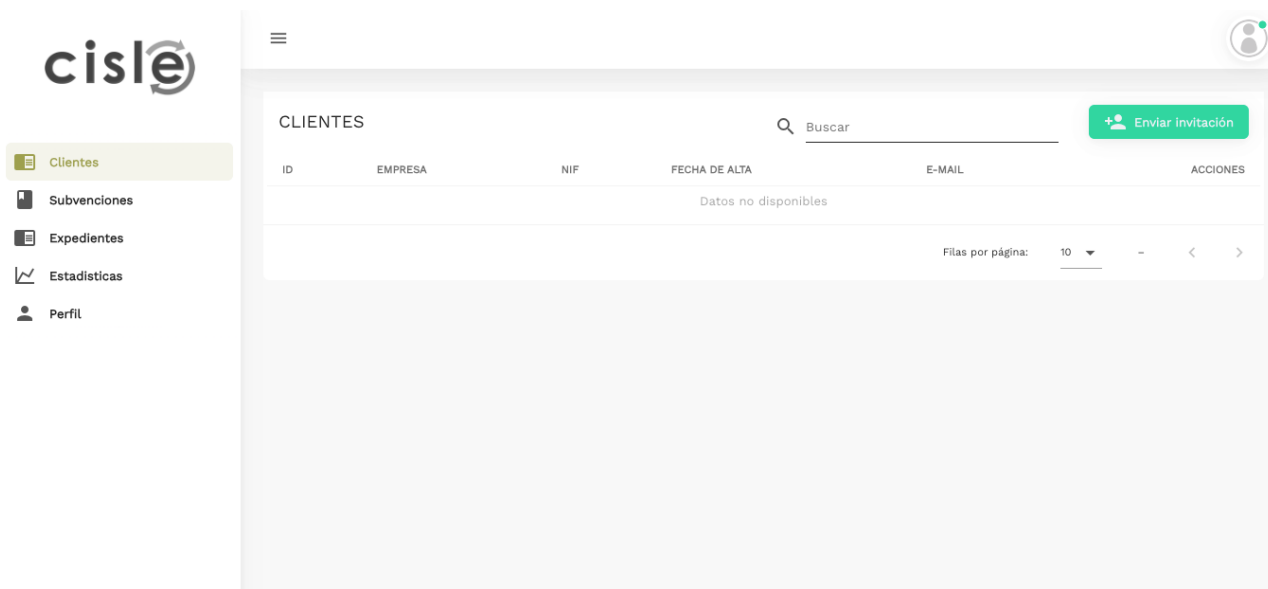 cisle
CLIENTES
Buscar
Enviar invitación
Clientes
Subvenciones
Expedientes
Estadisticas
Perfil
ID EMPRESA NIF FECHA DE ALTA E-MAIL ACCIONES
Datos no disponibles
Filas por página: 10 –